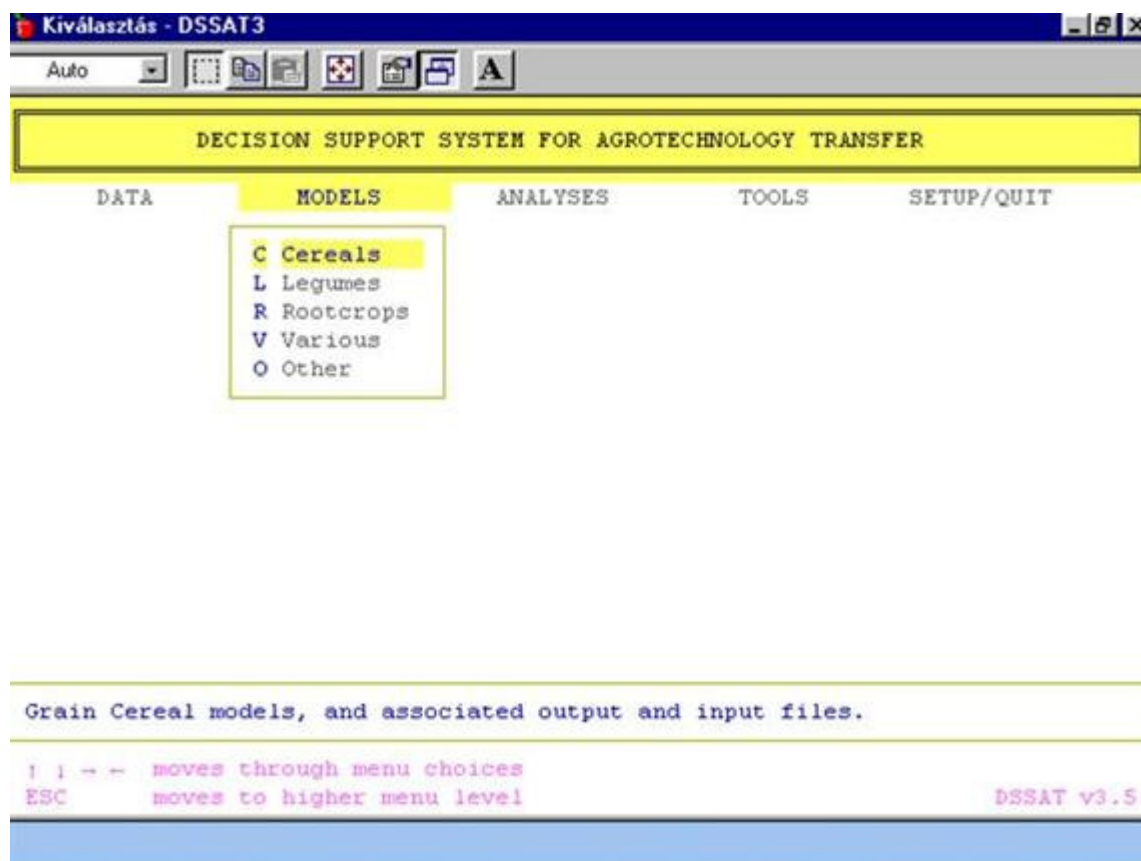 Kiválasztás - DSSAT3
Auto A
DECISION SUPPORT SYSTEM FOR AGROTECHNOLOGY TRANSFER
DATA MODELS ANALYSES TOOLS SETUP/QUIT
C Cereals
L Legumes
R Rootcrops
V Various
O Other
Grain Cereal models, and associated output and input files.
↑ ↓ → ← moves through menu choices
ESC moves to higher menu level DSSAT v3.5